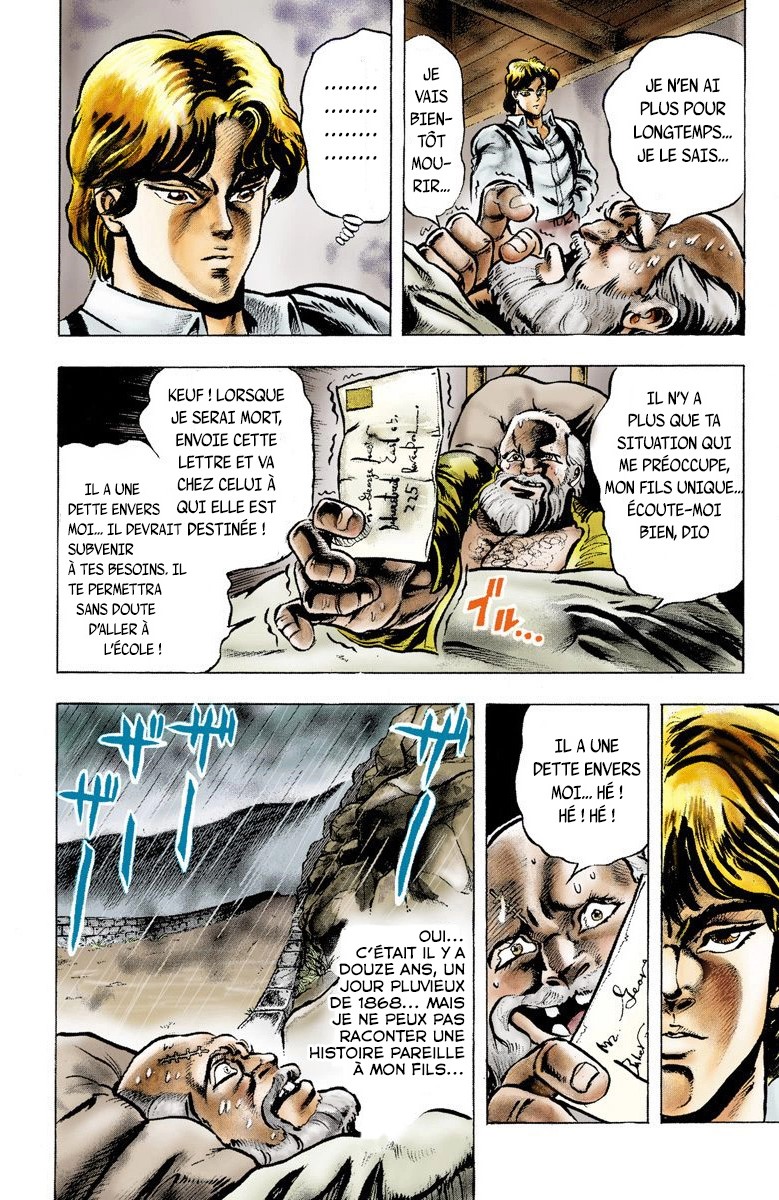 JE N'EN AI
PLUS POUR
LONGTEMPS...
JE LE SAIS...
JE
VAIS
BIEN-
TÔT
MOU-
RIR...
.........
.........
IL N'Y A
PLUS QUE TA
SITUATION QUI
ME PRÉOCCUPE,
MON FILS UNIQUE...
ÉCOUTE-MOI
BIEN, DIO
KEUF ! LORSQUE
JE SERAI MORT,
ENVOIE CETTE
LETTRE ET VA
CHEZ CELUI À
QUI ELLE EST
DESTINÉE !
IL A UNE
DETTE ENVERS
MOI... IL DEVRAIT
SUBVENIR
À TES BESOINS. IL
TE PERMETTRA
SANS DOUTE
D'ALLER À
L'ÉCOLE !
225
ズル...
IL A UNE
DETTE ENVERS
MOI... HÉ !
HÉ ! HÉ !
Mr.
ザー
ザー
ザー
ザー
OUI...
C'ÉTAIT IL Y A
DOUZE ANS, UN
JOUR PLUVIEUX
DE 1868... MAIS
JE NE PEUX PAS
RACONTER UNE
HISTOIRE PAREILLE
À MON FILS...